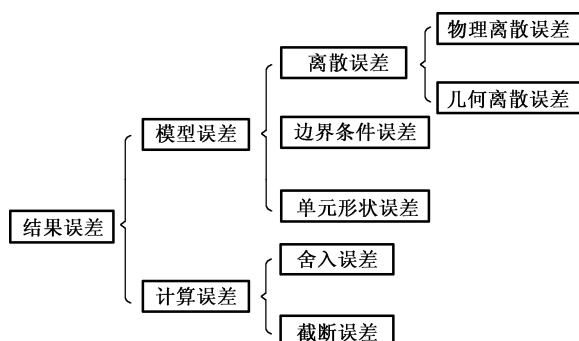 物理离散误差
离散误差
几何离散误差
模型误差
边界条件误差
单元形状误差
结果误差
舍入误差
计算误差
截断误差